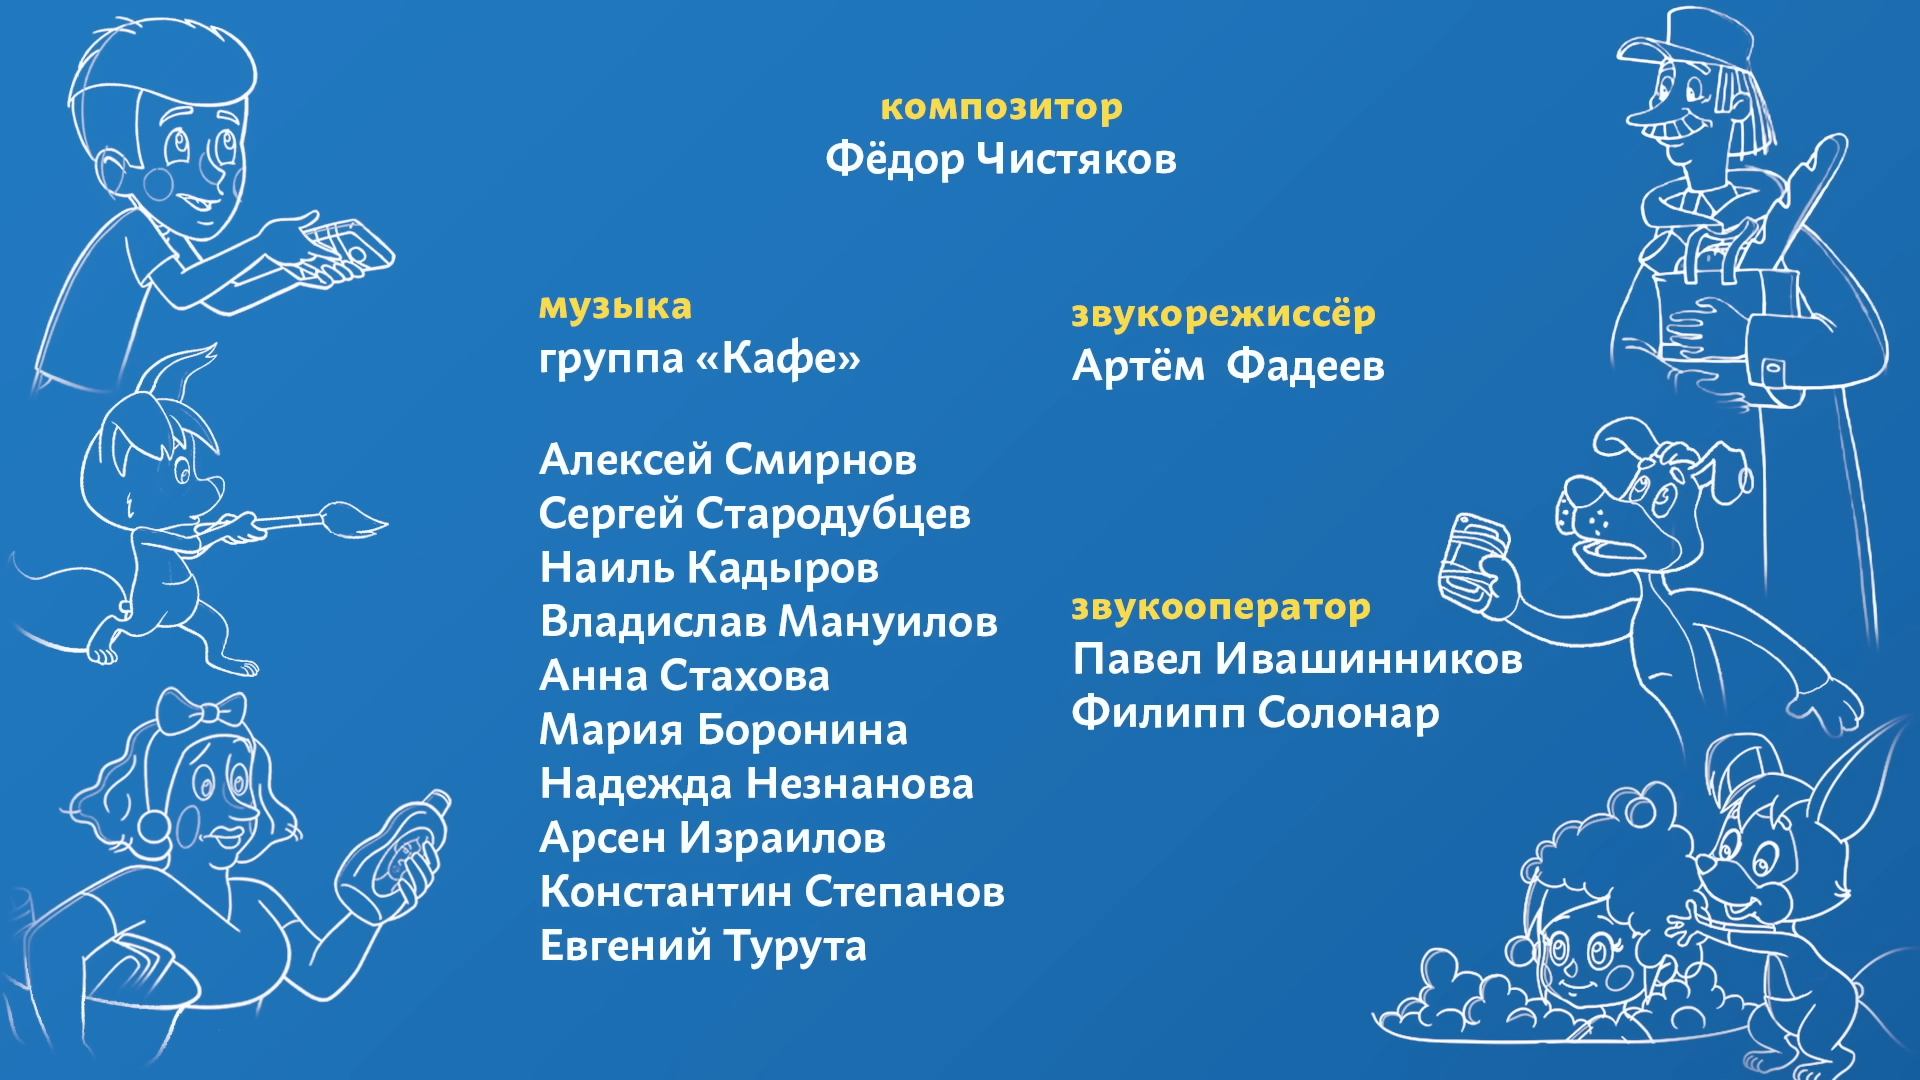 композитор
Фёдор Чистяков
музыка
группа «Кафе»
Алексей Смирнов
Сергей Стародубцев
Наиль Кадыров
Владислав Мануилов
Анна Стахова
Мария Боронина
Надежда Незнанова
Арсен Израилов
Константин Степанов
Евгений Турута
звукорежиссёр
Артём Фадеев
звукооператор
Павел Ивашинников
Филипп Солонар